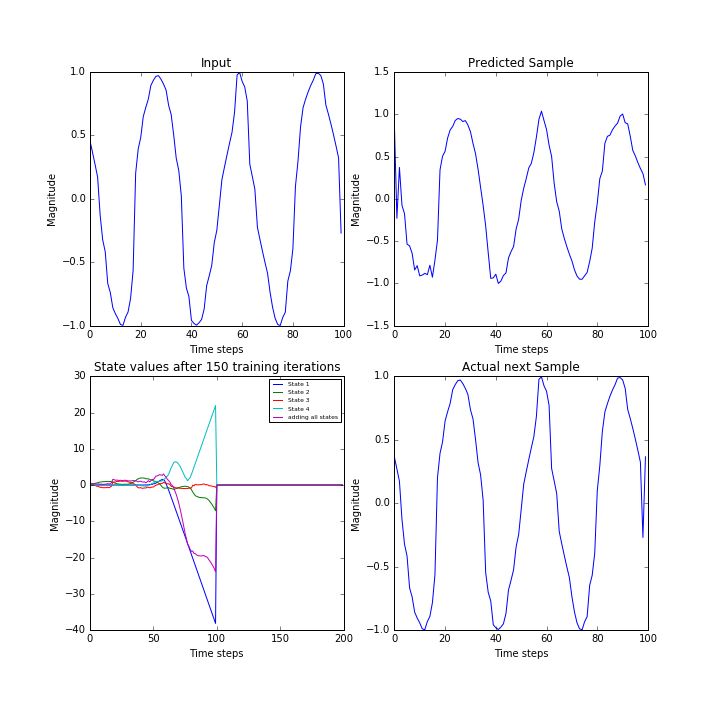 Input
Magnitude
1.0
0.5
0.0
−0.5
−1.0
0 20 40 60 80 100
Time steps
Predicted Sample
Magnitude
1.5
1.0
0.5
0.0
−0.5
−1.0
−1.5
0 20 40 60 80 100
Time steps
State values after 150 training iterations
Magnitude
30
20
10
0
−10
−20
−30
−40
0 50 100 150 200
Time steps
State 1
State 2
State 3
State 4
adding all states
Actual next Sample
Magnitude
1.0
0.5
0.0
−0.5
−1.0
0 20 40 60 80 100
Time steps